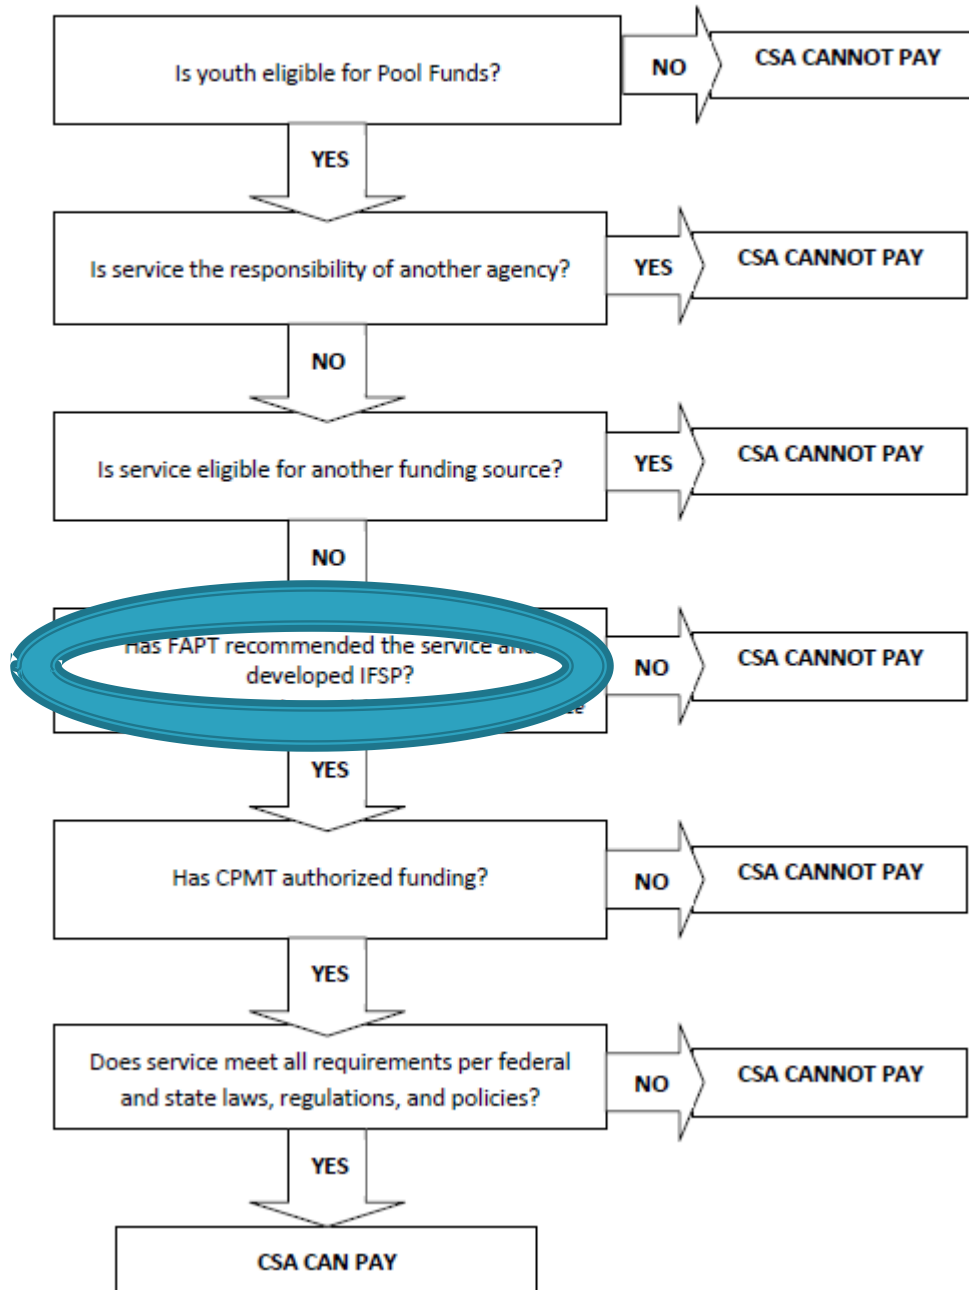 Is youth eligible for Pool Funds?
NO
CSA CANNOT PAY
YES
Is service the responsibility of another agency?
YES
CSA CANNOT PAY
NO
Is service eligible for another funding source?
YES
CSA CANNOT PAY
NO
Has FAPT recommended the service and
developed IFSP?
NO
CSA CANNOT PAY
YES
Has CPMT authorized funding?
NO
CSA CANNOT PAY
YES
Does service meet all requirements per federal
and state laws, regulations, and policies?
NO
CSA CANNOT PAY
YES
CSA CAN PAY